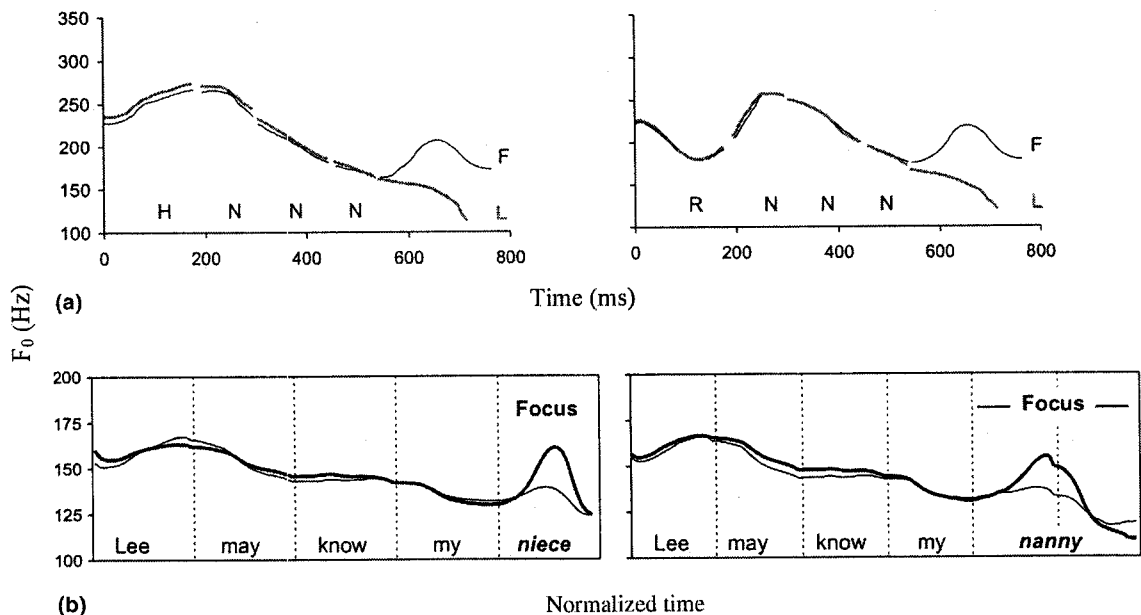 350
300
250
200
150
100
F
L
H N N N
0 200 400 600 800
F
L
R N N N
0 200 400 600 800
(a)
Time (ms)
F0 (Hz)
200
175
150
125
100
Focus
Lee may know my niece
Focus
Lee may know my nanny
(b)
Normalized time